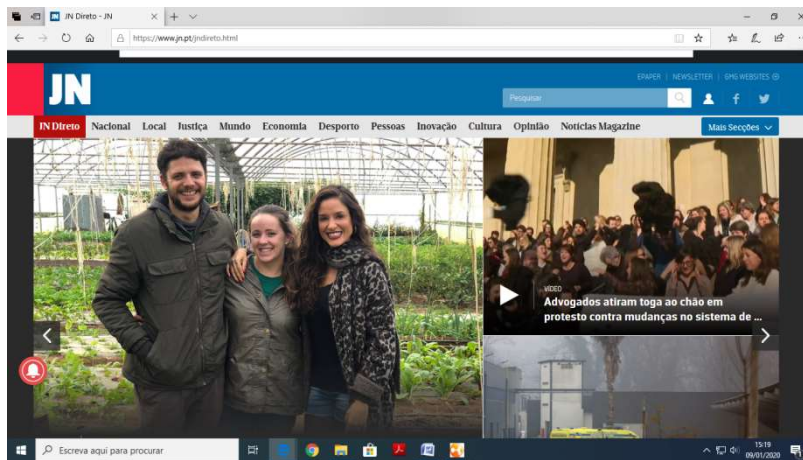 JN Direto - JN
https://www.jn.pt/jndireto.html
EPAPER | NEWSLETTER | GMG WEBSITES
JN
Pesquisar
JN Direto Nacional Local Justiça Mundo Economia Desporto Pessoas Inovação Cultura Opinião Notícias Magazine Mais Secções
VÍDEO
Advogados atiram toga ao chão em
protesto contra mudanças no sistema de ...
Escreva aqui para procurar
15:19
09/01/2020